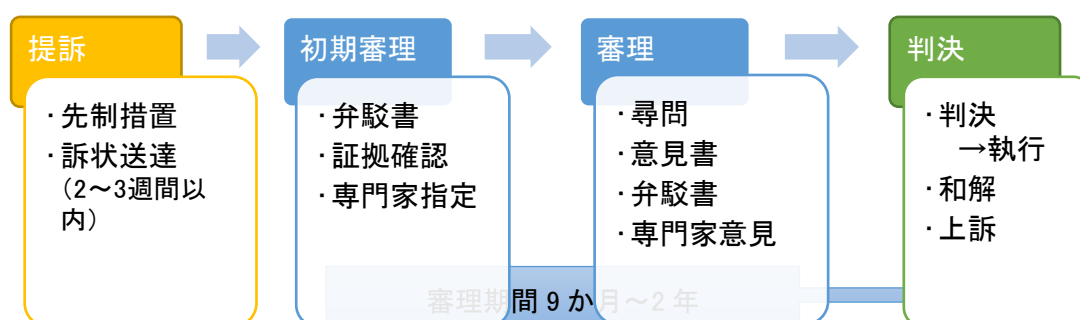 提訴
・先制措置
・訴状送達
(2～3週間以
内)
初期審理
・弁駁書
・証拠確認
・専門家指定
審理
・尋問
・意見書
・弁駁書
・専門家意見
判決
・判決
→執行
・和解
・上訴
審理期間 9 か月～2 年